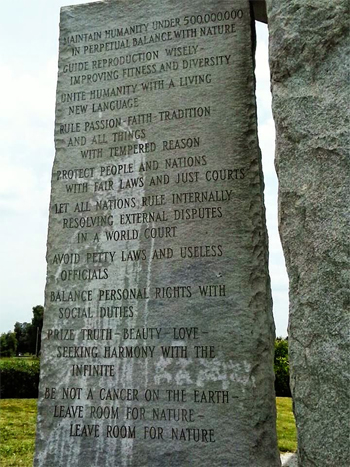 MAINTAIN HUMANITY UNDER 500,000,000
IN PERPETUAL BALANCE WITH NATURE
GUIDE REPRODUCTION WISELY-
IMPROVING FITNESS AND DIVERSITY
UNITE HUMANITY WITH A LIVING
NEW LANGUAGE
RULE PASSION-FAITH-TRADITION
AND ALL THINGS
WITH TEMPERED REASON
PROTECT PEOPLE AND NATIONS
WITH FAIR LAWS AND JUST COURTS
LET ALL NATIONS RULE INTERNALLY
RESOLVING EXTERNAL DISPUTES
IN A WORLD COURT
AVOID PETTY LAWS AND USELESS
OFFICIALS
BALANCE PERSONAL RIGHTS WITH
SOCIAL DUTIES
PRIZE TRUTH-BEAUTY-LOVE-
SEEKING HARMONY WITH THE
INFINITE
BE NOT A CANCER ON THE EARTH-
LEAVE ROOM FOR NATURE-
LEAVE ROOM FOR NATURE